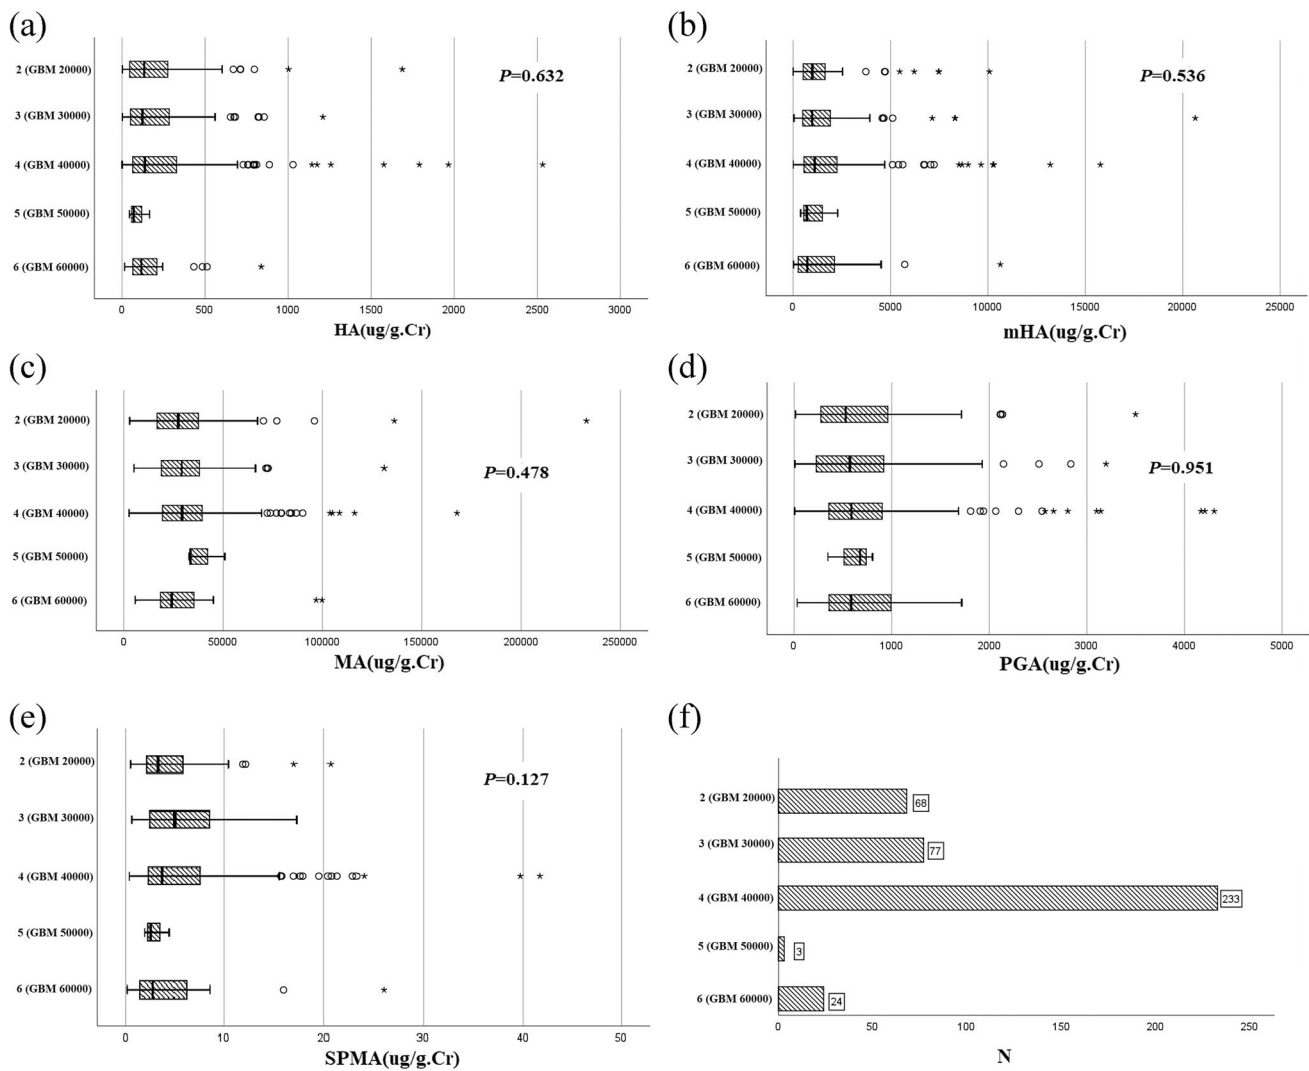 (a)
2 (GBM 20000)
3 (GBM 30000)
4 (GBM 40000)
5 (GBM 50000)
6 (GBM 60000)
P=0.632
0 500 1000 1500 2000 2500 3000
HA(ug/g.Cr)
(b)
2 (GBM 20000)
3 (GBM 30000)
4 (GBM 40000)
5 (GBM 50000)
6 (GBM 60000)
P=0.536
0 5000 10000 15000 20000 25000
mHA(ug/g.Cr)
(c)
2 (GBM 20000)
3 (GBM 30000)
4 (GBM 40000)
5 (GBM 50000)
6 (GBM 60000)
P=0.478
0 50000 100000 150000 200000 250000
MA(ug/g.Cr)
(d)
2 (GBM 20000)
3 (GBM 30000)
4 (GBM 40000)
5 (GBM 50000)
6 (GBM 60000)
P=0.951
0 1000 2000 3000 4000 5000
PGA(ug/g.Cr)
(e)
2 (GBM 20000)
3 (GBM 30000)
4 (GBM 40000)
5 (GBM 50000)
6 (GBM 60000)
P=0.127
0 10 20 30 40 50
SPMA(ug/g.Cr)
(f)
2 (GBM 20000) 68
3 (GBM 30000) 77
4 (GBM 40000) 233
5 (GBM 50000) 3
6 (GBM 60000) 24
0 50 100 150 200 250
N